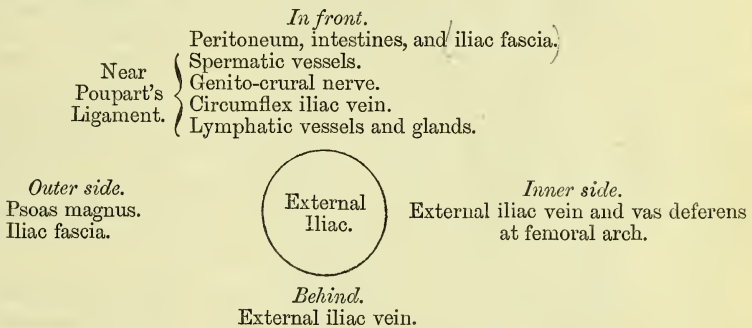 In front.
Peritoneum, intestines, and iliac fascia.
Near
Poupart's
Ligament.
Spermatic vessels.
Genito-crural nerve.
Circumflex iliac vein.
Lymphatic vessels and glands.
Outer side.
Psoas magnus.
Iliac fascia.
External
Iliac.
Inner side.
External iliac vein and vas deferens
at femoral arch.
Behind.
External iliac vein.